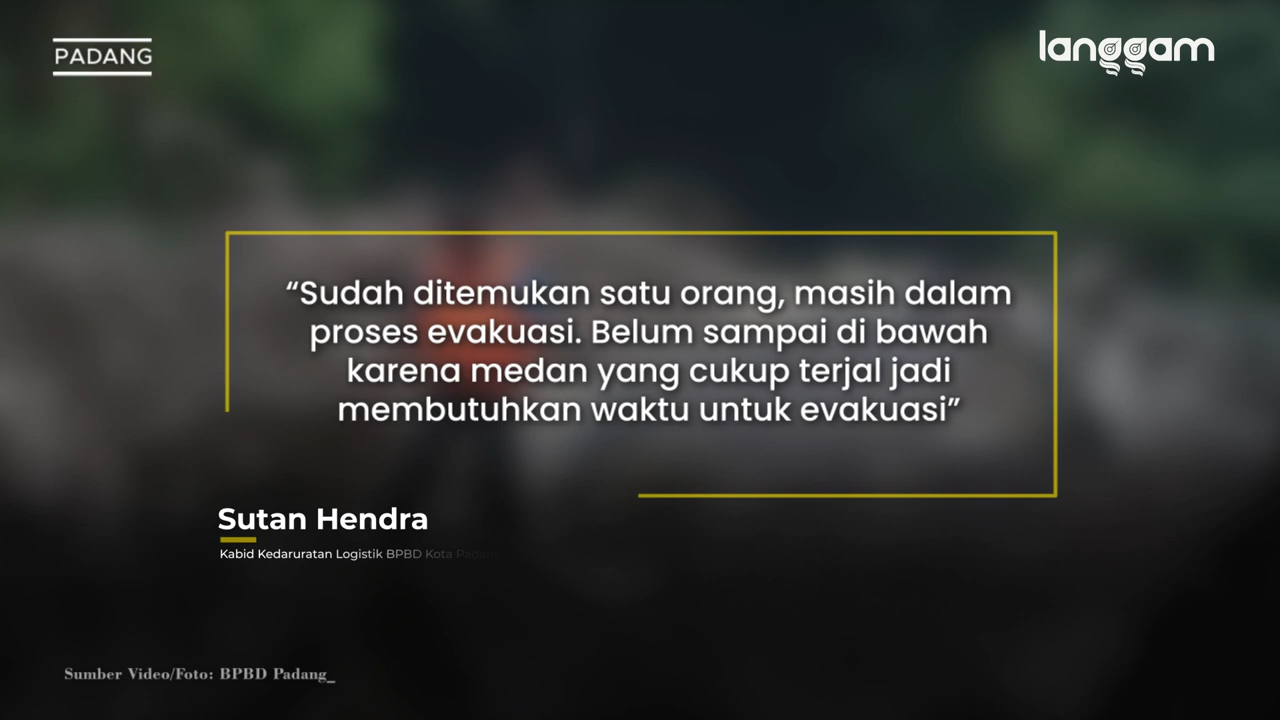 PADANG
langgam
“Sudah ditemukan satu orang, masih dalam
proses evakuasi. Belum sampai di bawah
karena medan yang cukup terjal jadi
membutuhkan waktu untuk evakuasi”
Sutan Hendra
Kabid Kedaruratan Logistik BPBD Kota Padang
Sumber Video/Foto: BPBD Padang_